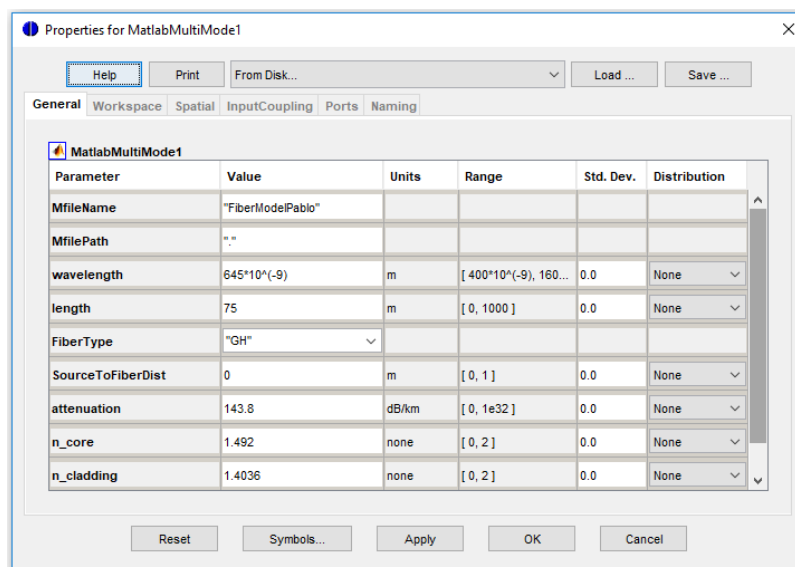 Properties for MatlabMultiMode1
Help Print From Disk... Load ... Save ...
General Workspace Spatial InputCoupling Ports Naming
MatlabMultiMode1
Parameter Value Units Range Std. Dev. Distribution
MfileName "FiberModelPablo"
MfilePath "."
wavelength 645*10^(-9) m [ 400*10^(-9), 160... 0.0 None
length 75 m [ 0, 1000 ] 0.0 None
FiberType "GH"
SourceToFiberDist 0 m [ 0, 1 ] 0.0 None
attenuation 143.8 dB/km [ 0, 1e32 ] 0.0 None
n_core 1.492 none [ 0, 2 ] 0.0 None
n_cladding 1.4036 none [ 0, 2 ] 0.0 None
Reset Symbols... Apply OK Cancel